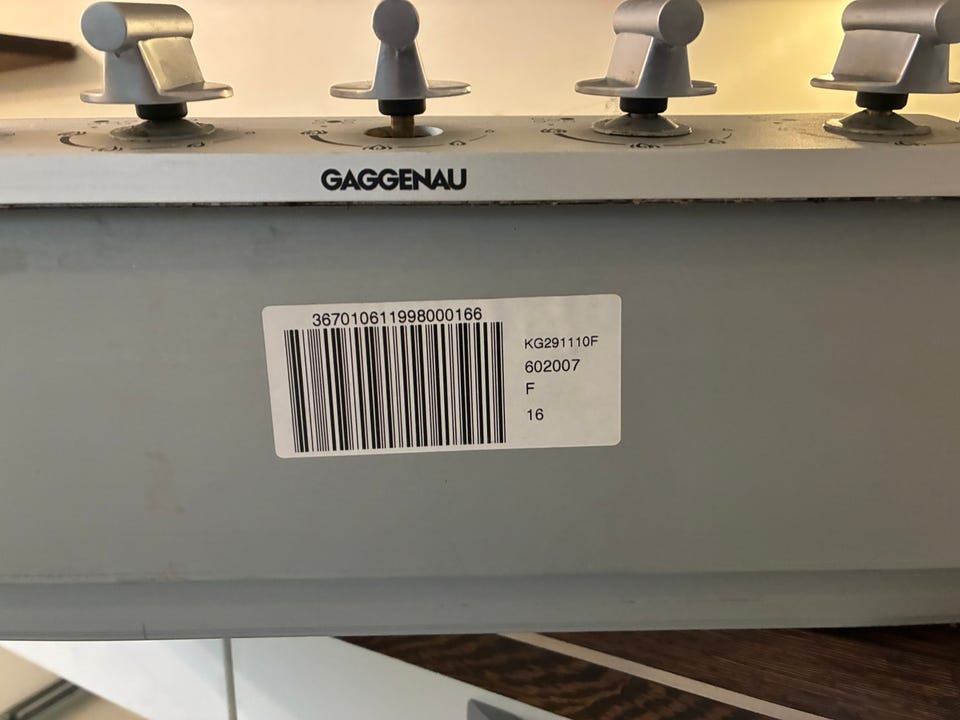 GAGGENAU
367010611998000166
KG291110F
602007
F
16